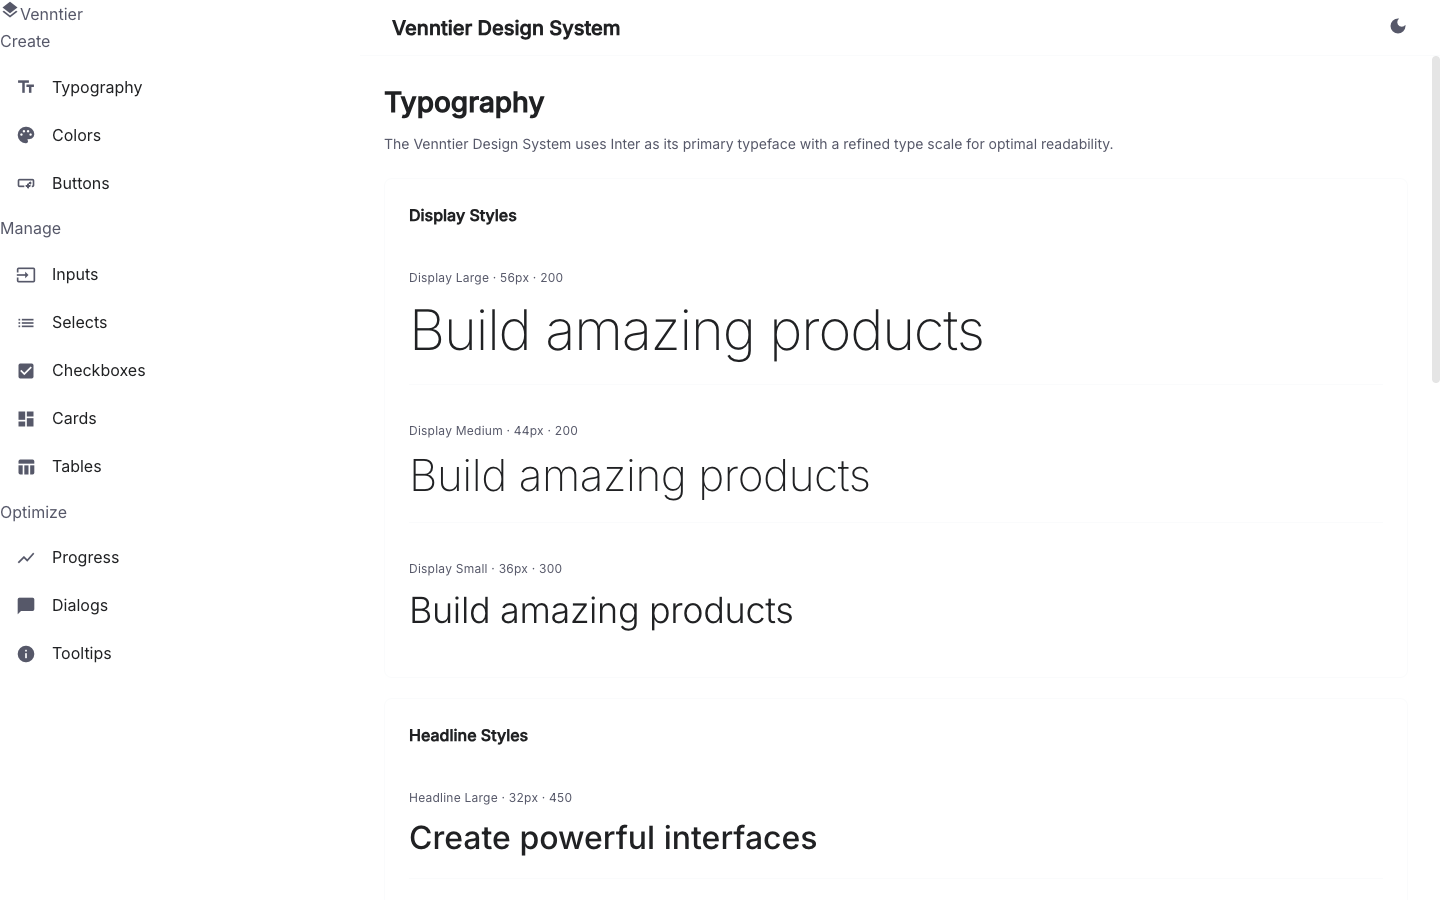 Venntier
Create
Typography
Colors
Buttons
Manage
Inputs
Selects
Checkboxes
Cards
Tables
Optimize
Progress
Dialogs
Tooltips
Venntier Design System
Typography
The Venntier Design System uses Inter as its primary typeface with a refined type scale for optimal readability.
Display Styles
Display Large · 56px · 200
Build amazing products
Display Medium · 44px · 200
Build amazing products
Display Small · 36px · 300
Build amazing products
Headline Styles
Headline Large · 32px · 450
Create powerful interfaces